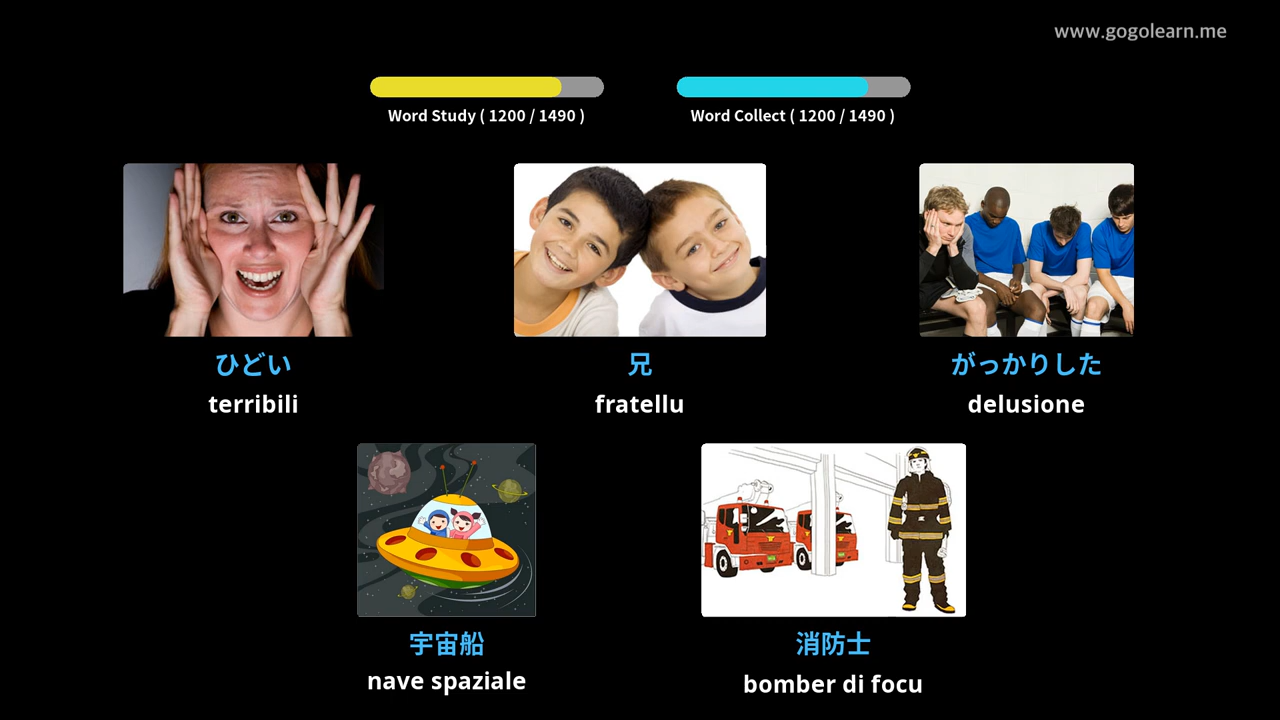 www.gogolearn.me
Word Study ( 1200 / 1490 )
Word Collect ( 1200 / 1490 )
ひどい
terribili
兄
fratellu
がっかりした
delusione
宇宙船
nave spaziale
消防士
bomber di focu